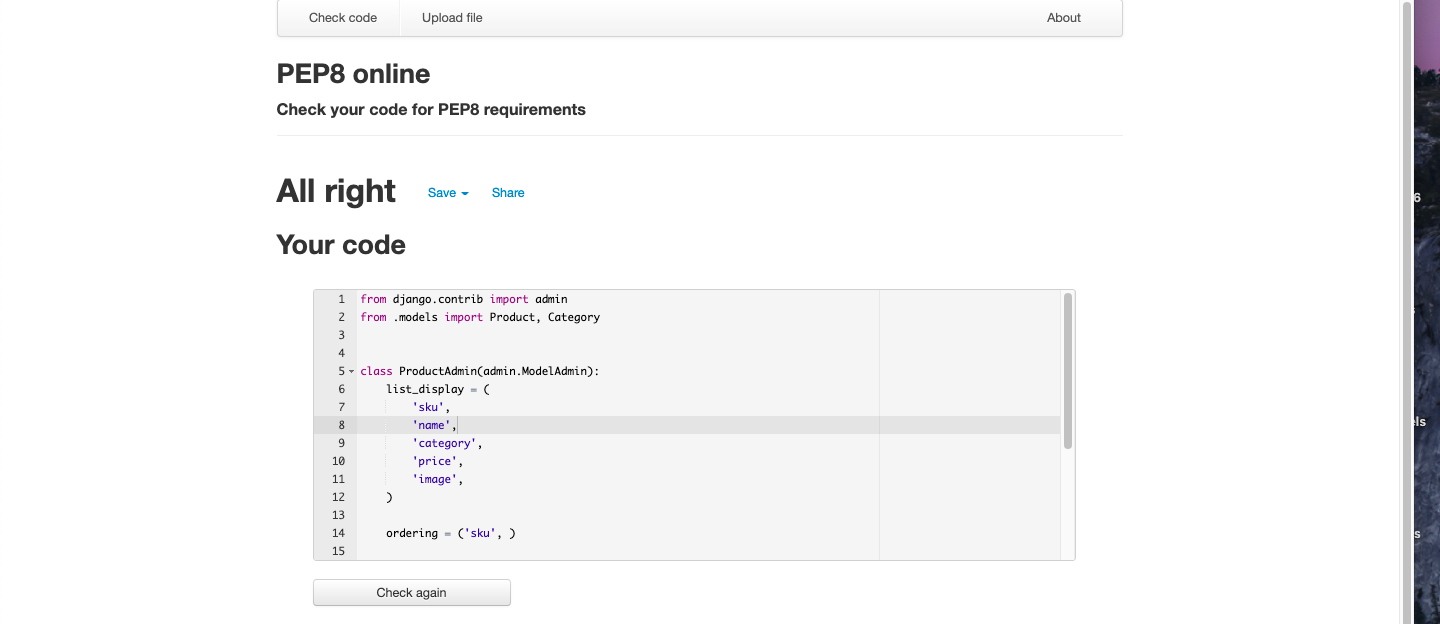 Check code Upload file About
PEP8 online
Check your code for PEP8 requirements
All right Save Share
Your code
1 from django.contrib import admin
2 from .models import Product, Category
3
4
5 class ProductAdmin(admin.ModelAdmin):
6 list_display = (
7 'sku',
8 'name',
9 'category',
10 'price',
11 'image',
12 )
13
14 ordering = ('sku', )
15
Check again